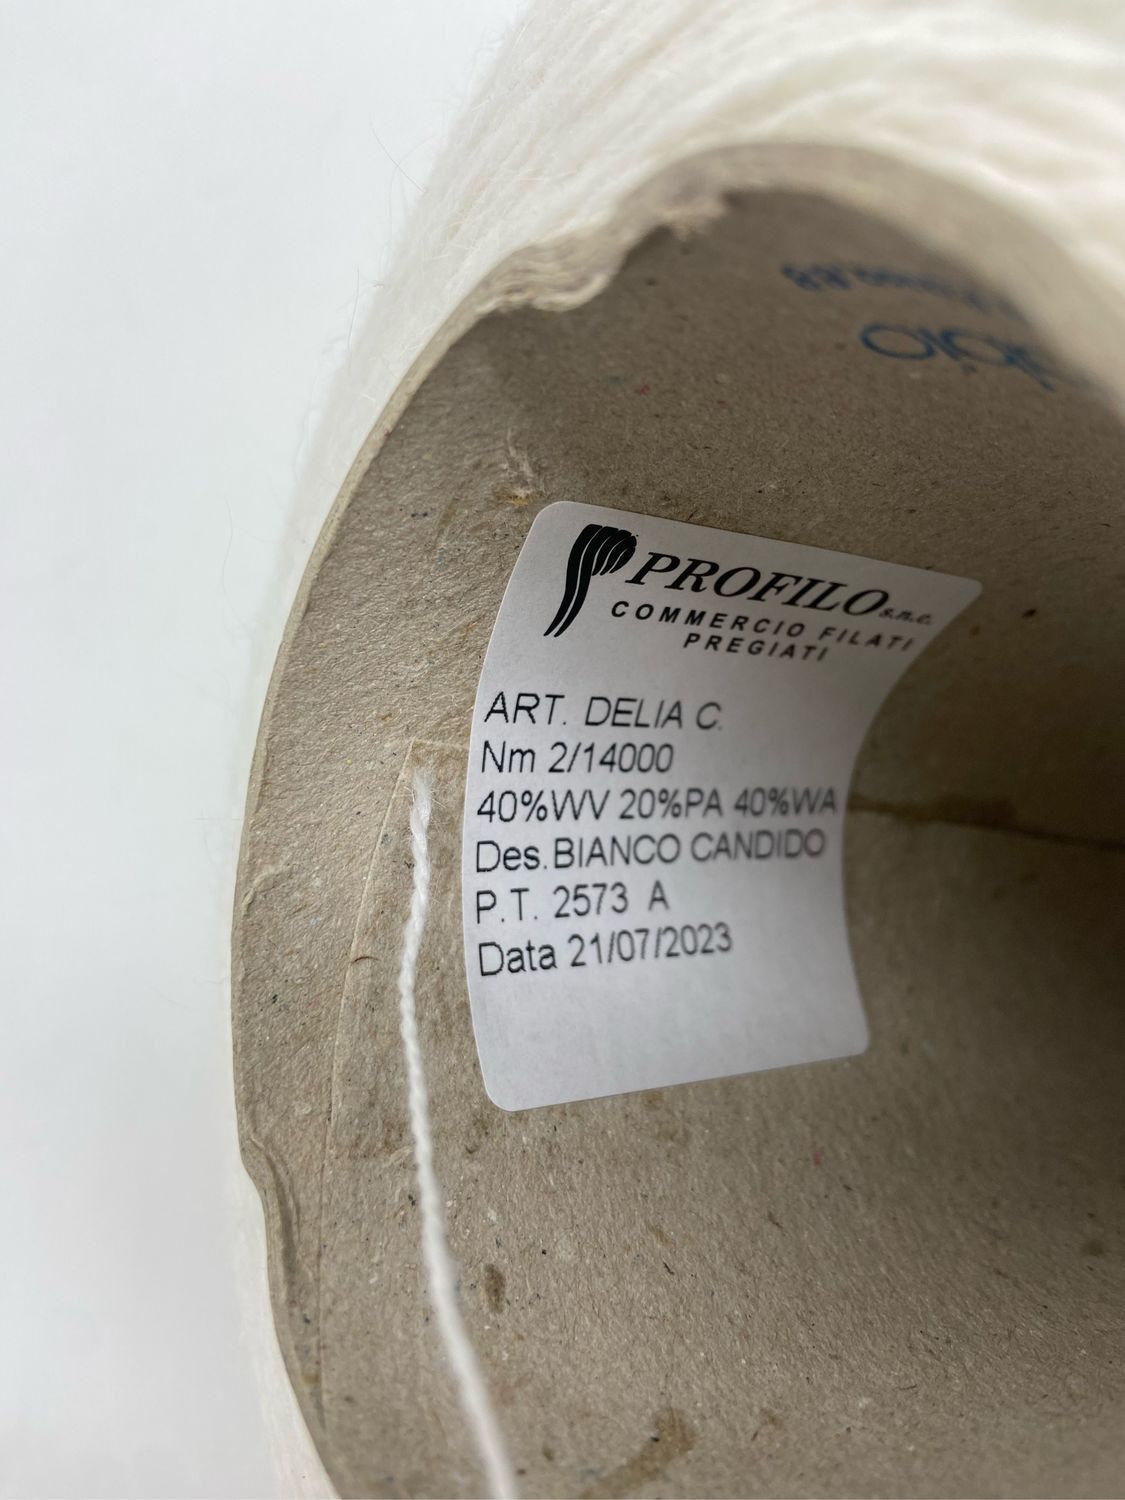 PROFILO s.n.c.
COMMERCIO FILATI
PREGIATI
ART. DELIA C.
Nm 2/14000
40%WV 20%PA 40%WA
Des.BIANCO CANDIDO
P.T. 2573 A
Data 21/07/2023